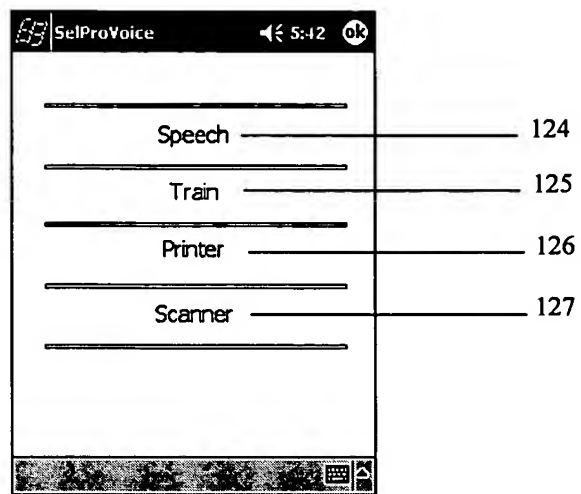 SelProVoice 5:42 ok
Speech 124
Train 125
Printer 126
Scanner 127